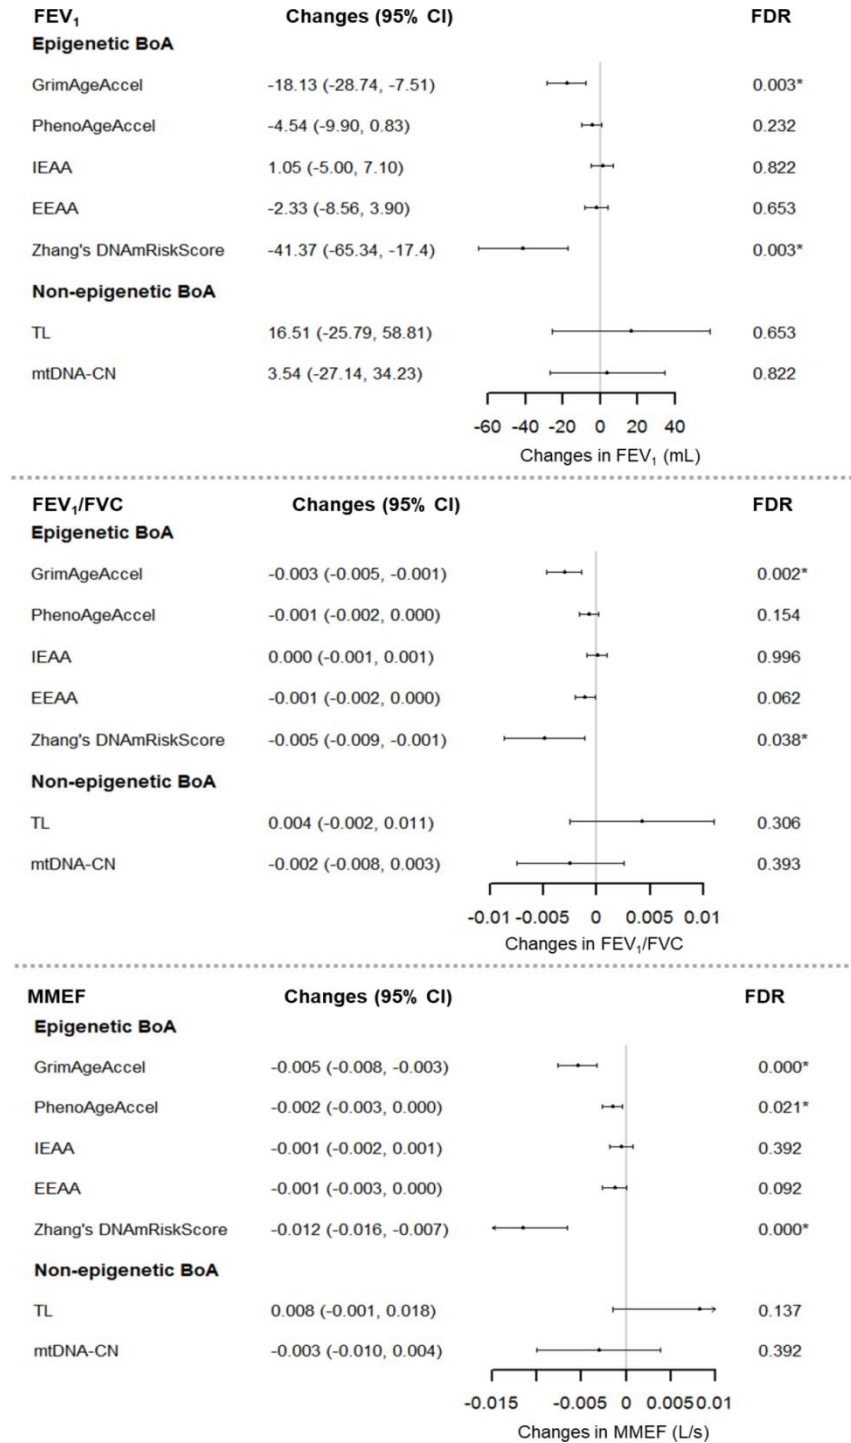 FEV₁ Changes (95% CI) FDR
Epigenetic BoA
GrimAgeAccel -18.13 (-28.74, -7.51) 0.003*
PhenoAgeAccel -4.54 (-9.90, 0.83) 0.232
IEAA 1.05 (-5.00, 7.10) 0.822
EEAA -2.33 (-8.56, 3.90) 0.653
Zhang's DNAmRiskScore -41.37 (-65.34, -17.4) 0.003*
Non-epigenetic BoA
TL 16.51 (-25.79, 58.81) 0.653
mtDNA-CN 3.54 (-27.14, 34.23) 0.822
-60 -40 -20 0 20 40
Changes in FEV₁ (mL)
FEV₁/FVC Changes (95% CI) FDR
Epigenetic BoA
GrimAgeAccel -0.003 (-0.005, -0.001) 0.002*
PhenoAgeAccel -0.001 (-0.002, 0.000) 0.154
IEAA 0.000 (-0.001, 0.001) 0.996
EEAA -0.001 (-0.002, 0.000) 0.062
Zhang's DNAmRiskScore -0.005 (-0.009, -0.001) 0.038*
Non-epigenetic BoA
TL 0.004 (-0.002, 0.011) 0.306
mtDNA-CN -0.002 (-0.008, 0.003) 0.393
-0.01 -0.005 0 0.005 0.01
Changes in FEV₁/FVC
MMEF Changes (95% CI) FDR
Epigenetic BoA
GrimAgeAccel -0.005 (-0.008, -0.003) 0.000*
PhenoAgeAccel -0.002 (-0.003, 0.000) 0.021*
IEAA -0.001 (-0.002, 0.001) 0.392
EEAA -0.001 (-0.003, 0.000) 0.092
Zhang's DNAmRiskScore -0.012 (-0.016, -0.007) 0.000*
Non-epigenetic BoA
TL 0.008 (-0.001, 0.018) 0.137
mtDNA-CN -0.003 (-0.010, 0.004) 0.392
-0.015 -0.005 0 0.005 0.01
Changes in MMEF (L/s)